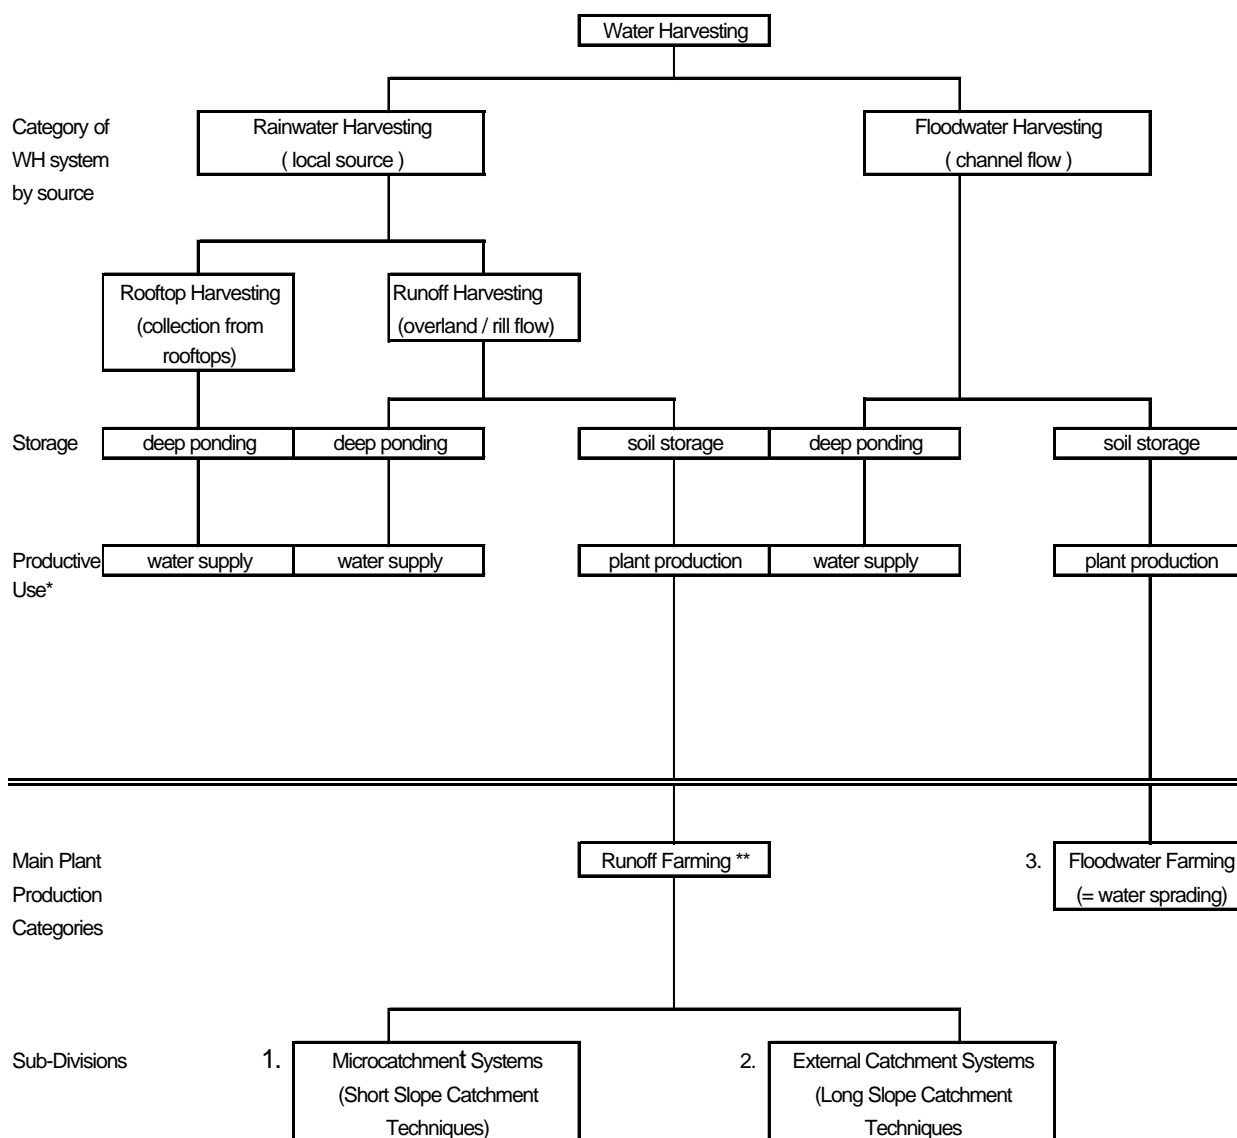 Water Harvesting
Category of
WH system
by source
Rainwater Harvesting
( local source )
Floodwater Harvesting
( channel flow )
Rooftop Harvesting
(collection from
rooftops)
Runoff Harvesting
(overland / rill flow)
Storage
deep ponding
deep ponding
soil storage
deep ponding
soil storage
Productive
Use*
water supply
water supply
plant production
water supply
plant production
Main Plant
Production
Categories
Runoff Farming **
3.
Floodwater Farming
(= water sprading)
Sub-Divisions
1.
Microcatchment Systems
(Short Slope Catchment
Techniques)
2.
External Catchment Systems
(Long Slope Catchment
Techniques